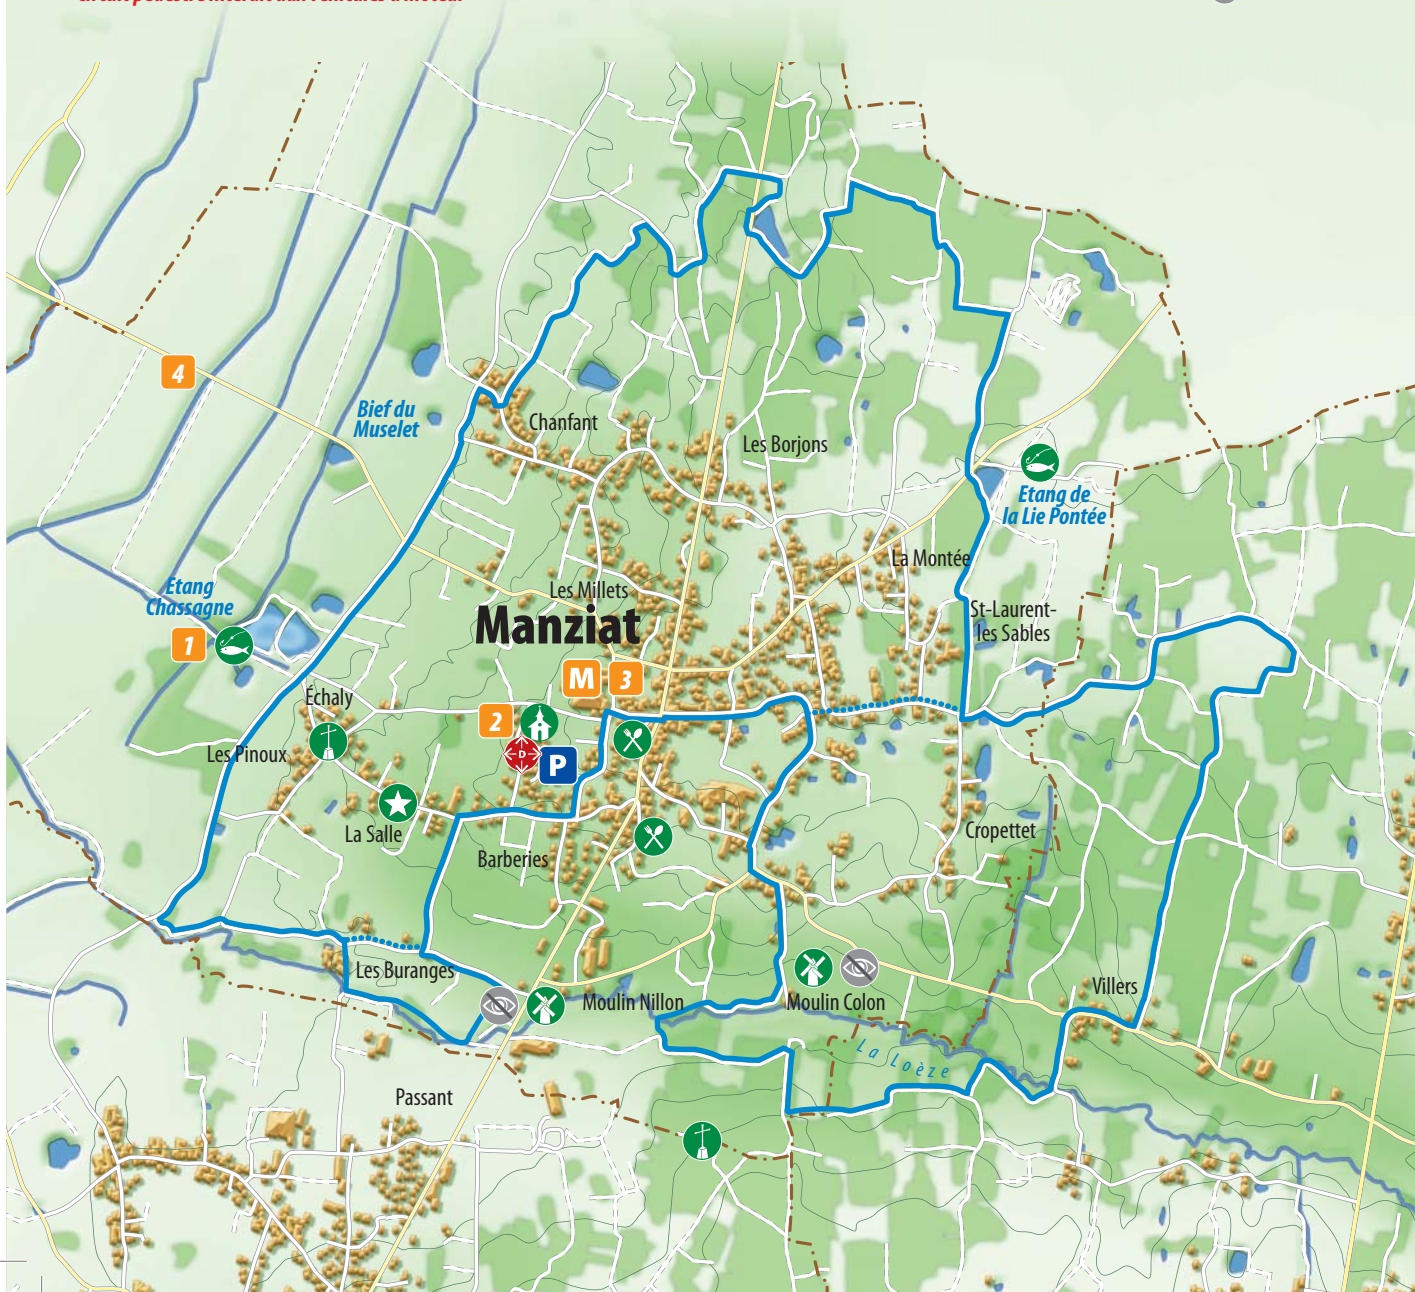 4
Bief du
Muselet
Chanfant
Les Borjons
Etang de
la Lie Pontée
La Montée
Etang
Chassagne
1
Les Millets
Manziat
St-Laurent-
les Sables
M
3
Échaly
2
D
P
Les Pinoux
La Salle
Barberies
Cropettet
Les Buranges
Moulin Nillon
Moulin Colon
Villers
La Loëze
Passant